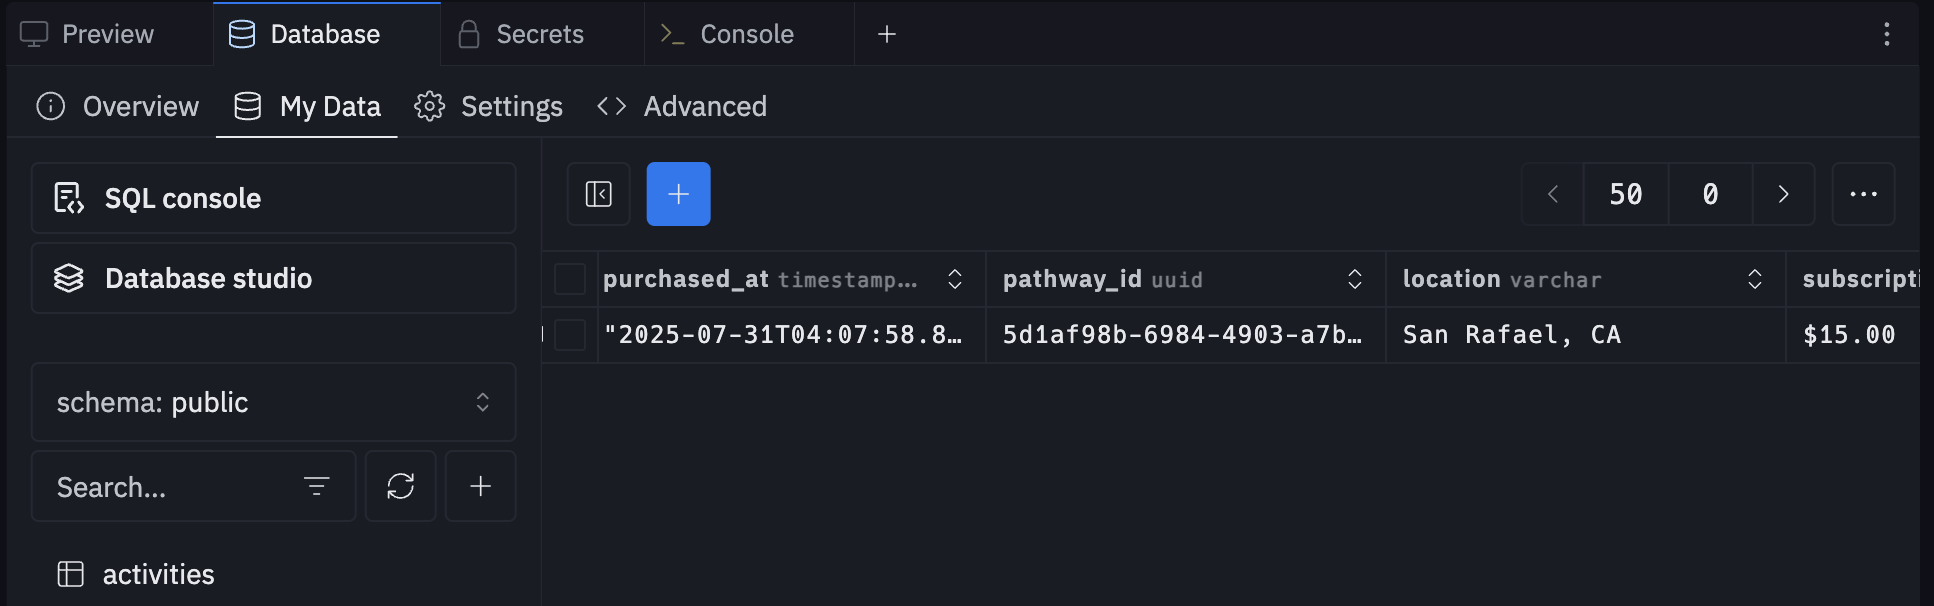 Preview Database Secrets Console
Overview My Data Settings Advanced
SQL console
Database studio
schema: public
Search...
activities
50 0
purchased_at timestamp... pathway_id uuid location varchar subscripti
"2025-07-31T04:07:58.8… 5d1af98b-6984-4903-a7b… San Rafael, CA $15.00